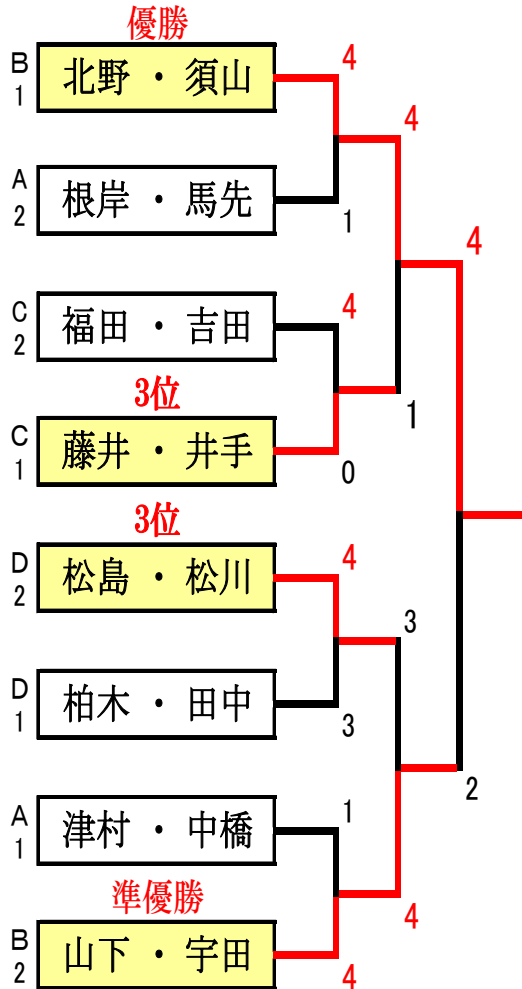 優勝
B 1 北野 ・ 須山
4
4
A 2 根岸 ・ 馬先
1
4
C 2 福田 ・ 吉田
4
3位
1
C 1 藤井 ・ 井手
0
3位
D 2 松島 ・ 松川
4
3
D 1 柏木 ・ 田中
3
2
A 1 津村 ・ 中橋
1
準優勝
4
B 2 山下 ・ 宇田
4